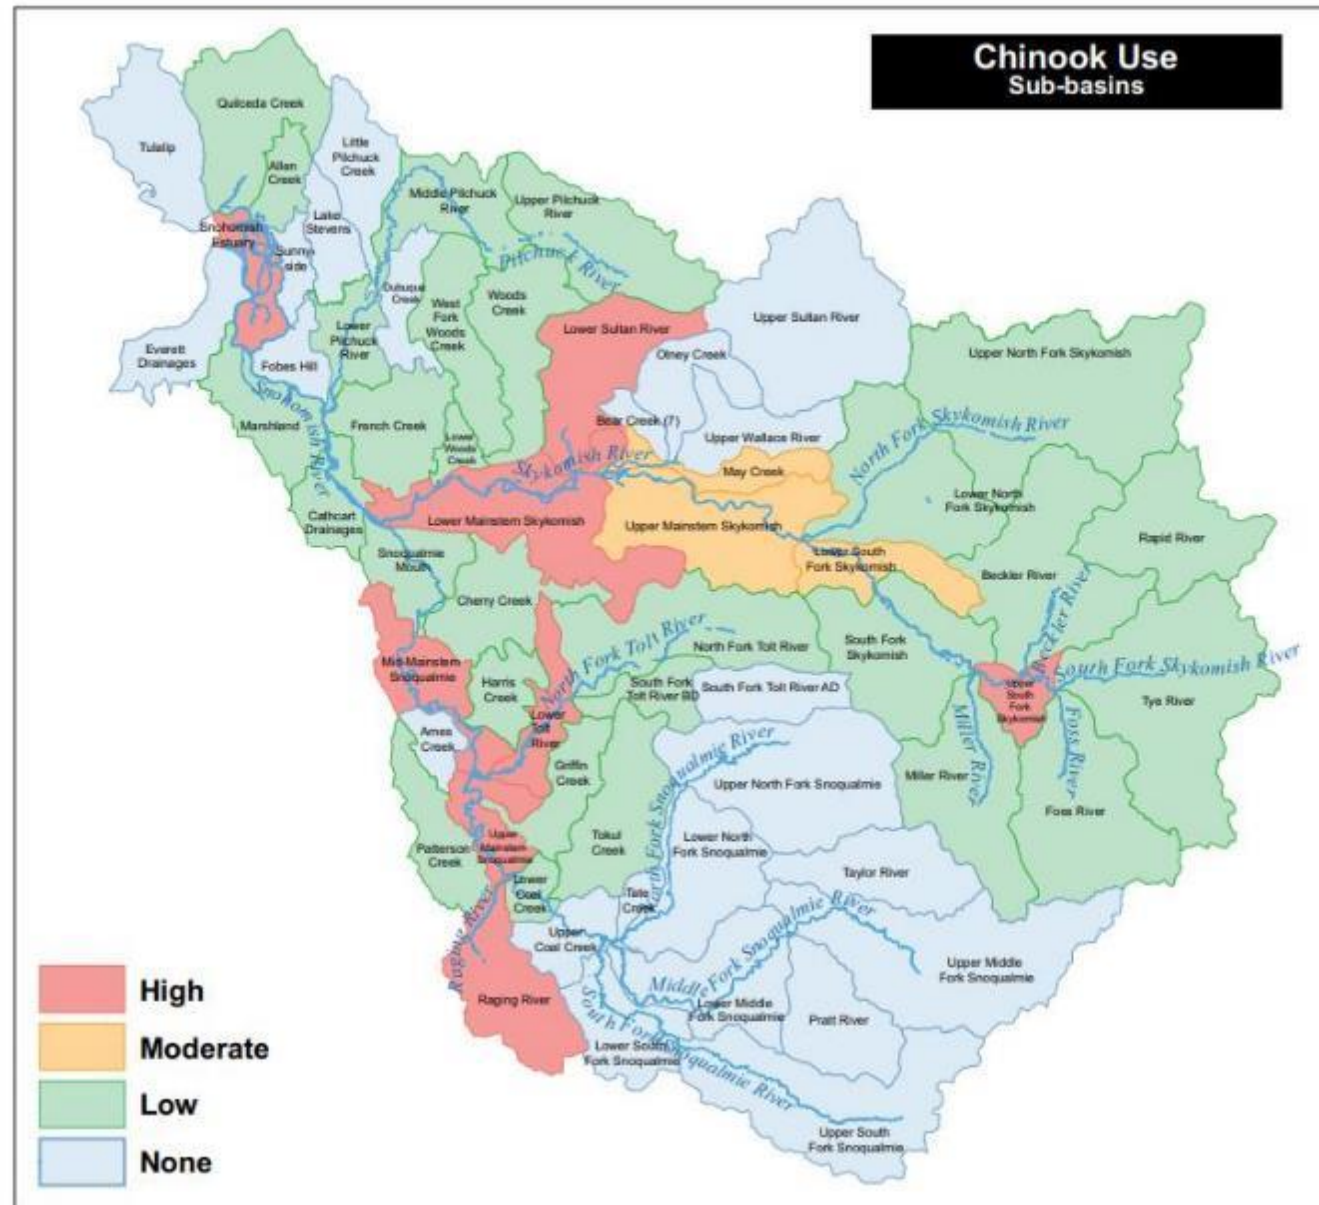 Chinook Use
Sub-basins
Quilceda Creek
Tulalip
Allen
Creek
Little
Pilchuck
Creek
Lake
Stevens
Middle Pilchuck
River
Upper Pilchuck
River
Snohomish
Estuary
Sunny-
side
Pilchuck River
Dubuque
Creek
West
Fork
Woods
Creek
Woods
Creek
Lower
Pilchuck
River
Everett
Drainages
Fobes Hill
Lower Sultan River
Upper Sultan River
Olney Creek
Upper North Fork Skykomish
Snohomish River
Marshland
French Creek
Lower
Woods
Creek
Bear Creek (?)
Upper Wallace River
North Fork Skykomish River
May Creek
Skykomish River
Lower North
Fork Skykomish
Lower Mainstem Skykomish
Upper Mainstem Skykomish
Cathcart
Drainages
Rapid River
Snoqualmie
Mouth
Lower South
Fork Skykomish
Beckler River
Beckler River
Cherry Creek
South Fork
Skykomish
North Fork Tolt River
North Fork Tolt River
Mid-Mainstem
Snoqualmie
Harris
Creek
South Fork
Tolt River BD
South Fork Tolt River AD
South Fork Skykomish River
Upper
South
Fork
Skykomish
Tye River
Lower
Tolt
River
Ames
Creek
Miller River
Foss River
Griffin
Creek
North Fork Snoqualmie River
Upper North Fork Snoqualmie
Miller River
Foss River
Upper
Mainstem
Snoqualmie
Patterson
Creek
Tokul
Creek
Lower North
Fork Snoqualmie
Taylor River
Lower
Coal
Creek
Tate
Creek
Raging River
Upper
Coal Creek
Middle Fork Snoqualmie River
Upper Middle
Fork Snoqualmie
Raging River
South Fork Snoqualmie River
Lower Middle
Fork Snoqualmie
Pratt River
Lower South
Fork Snoqualmie
Upper South
Fork Snoqualmie
High
Moderate
Low
None